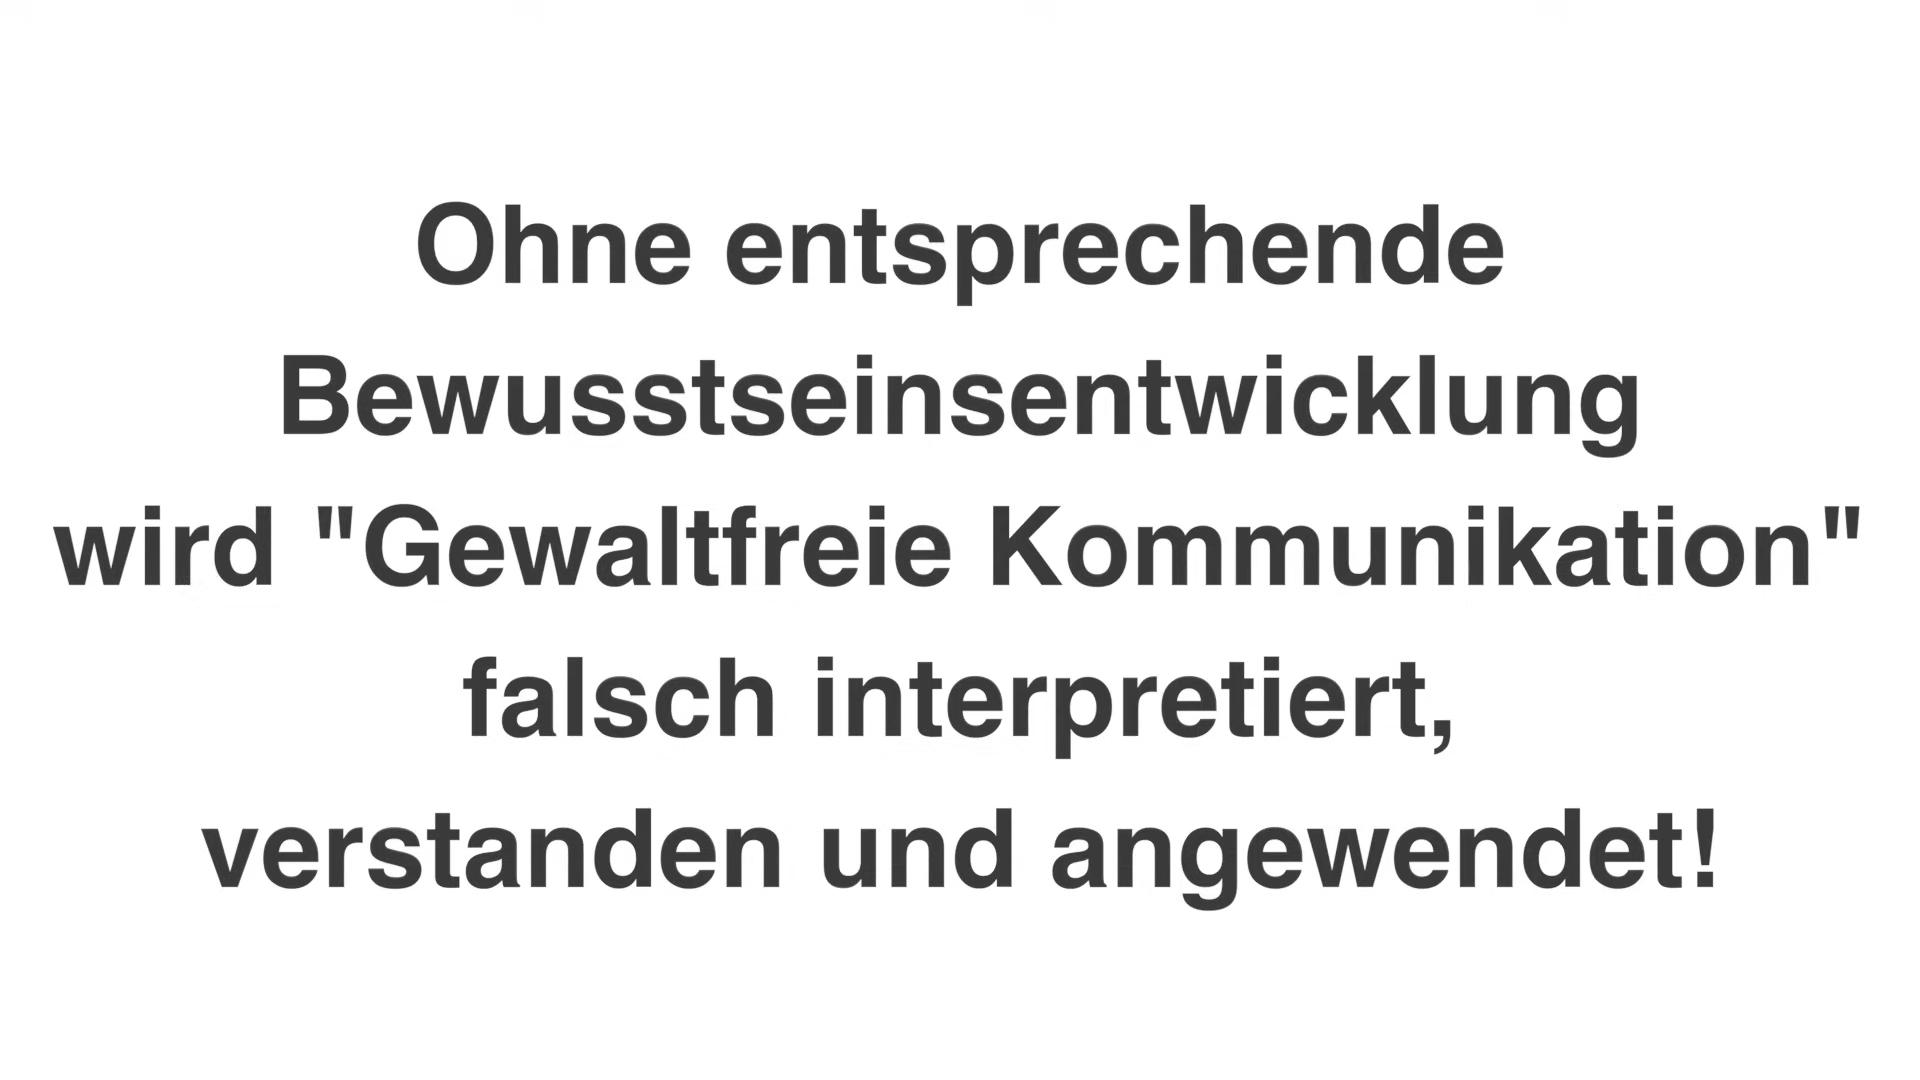 Ohne entsprechende
Bewusstseinsentwicklung
wird "Gewaltfreie Kommunikation"
falsch interpretiert,
verstanden und angewendet!